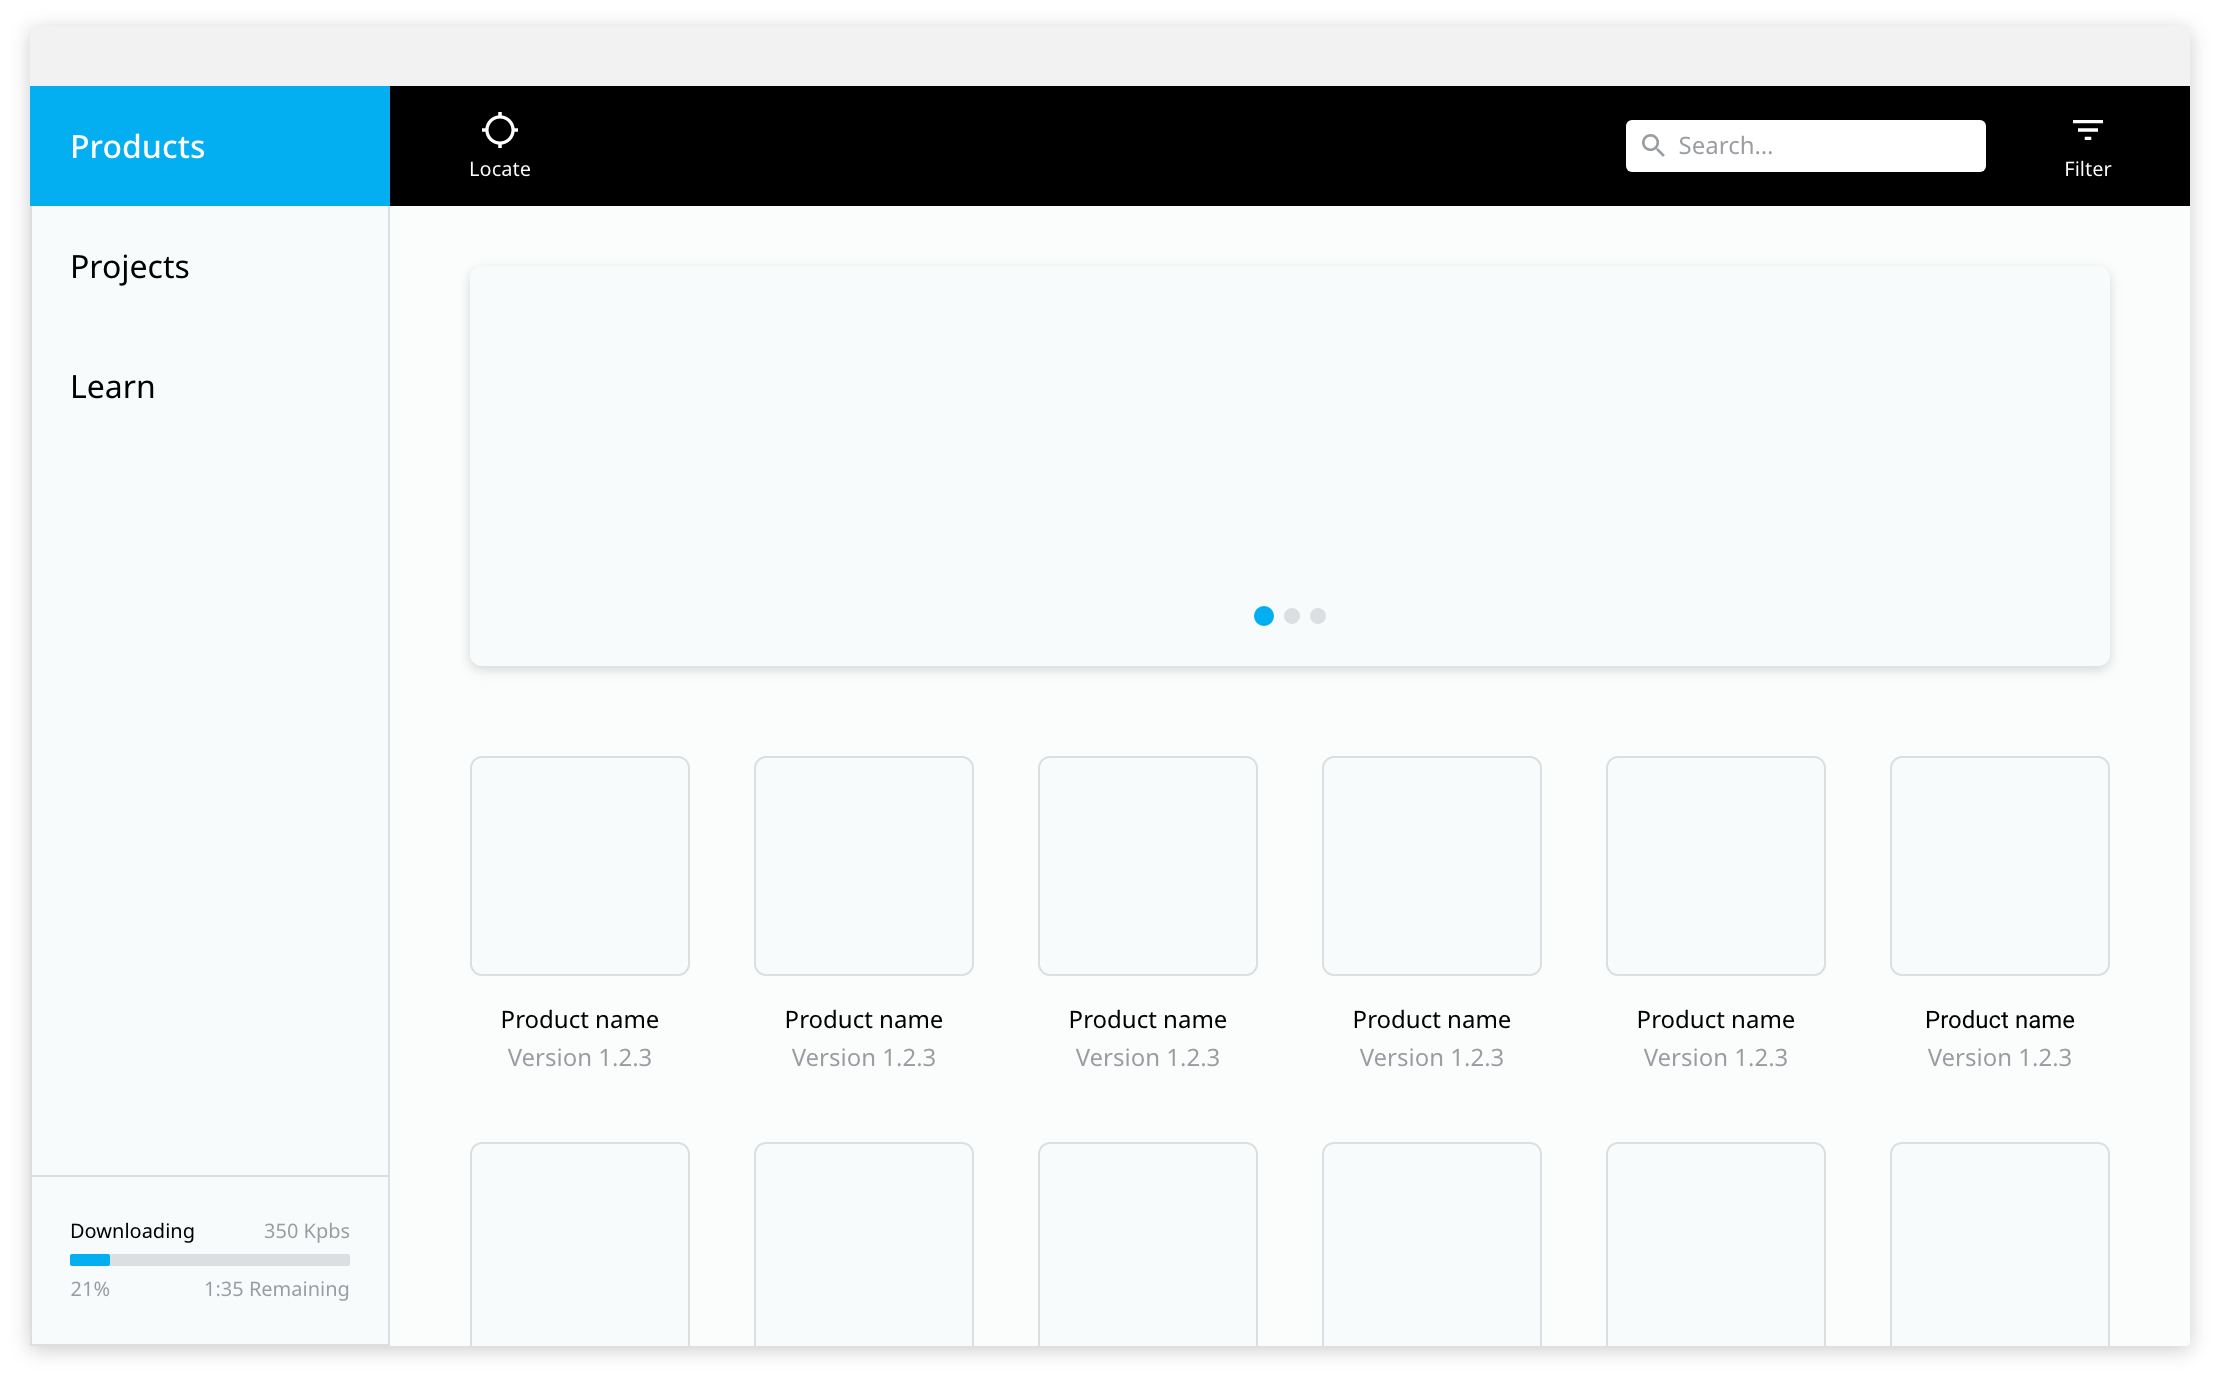 Products
Locate
Search...
Filter
Projects
Learn
Product name
Version 1.2.3
Product name
Version 1.2.3
Product name
Version 1.2.3
Product name
Version 1.2.3
Product name
Version 1.2.3
Product name
Version 1.2.3
Downloading 350 Kpbs
21% 1:35 Remaining